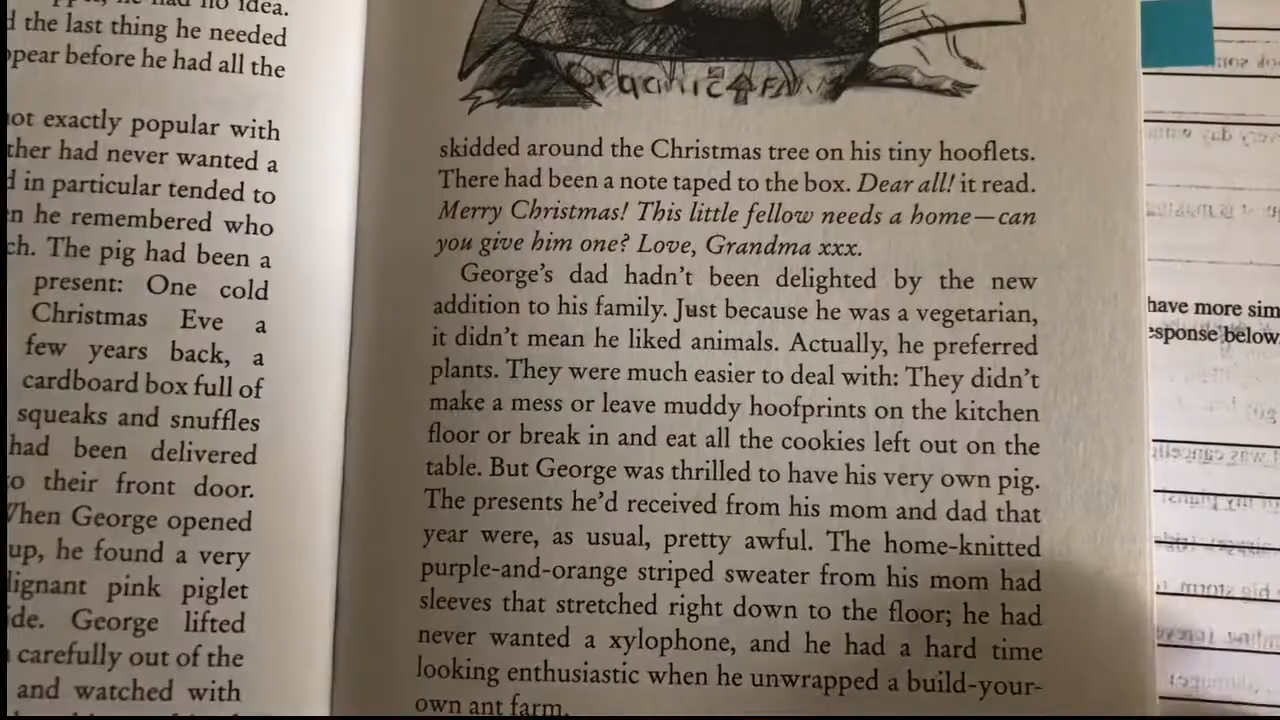 had no idea.
the last thing he needed
before he had all the
exactly popular with
had never wanted a
in particular tended to
he remembered who
The pig had been a
present: One cold
Christmas Eve a
few years back, a
cardboard box full of
squeaks and snuffles
had been delivered
their front door.
When George opened
up, he found a very
pink piglet
George lifted
carefully out of the
and watched with
Organic FARM
skidded around the Christmas tree on his tiny hooflets.
There had been a note taped to the box. Dear all! it read.
Merry Christmas! This little fellow needs a home—can
you give him one? Love, Grandma xxx.
George's dad hadn't been delighted by the new
addition to his family. Just because he was a vegetarian,
it didn't mean he liked animals. Actually, he preferred
plants. They were much easier to deal with: They didn't
make a mess or leave muddy hoofprints on the kitchen
floor or break in and eat all the cookies left out on the
table. But George was thrilled to have his very own pig.
The presents he'd received from his mom and dad that
year were, as usual, pretty awful. The home-knitted
purple-and-orange striped sweater from his mom had
sleeves that stretched right down to the floor; he had
never wanted a xylophone, and he had a hard time
looking enthusiastic when he unwrapped a build-your-
own ant farm.
have more sim
response below.